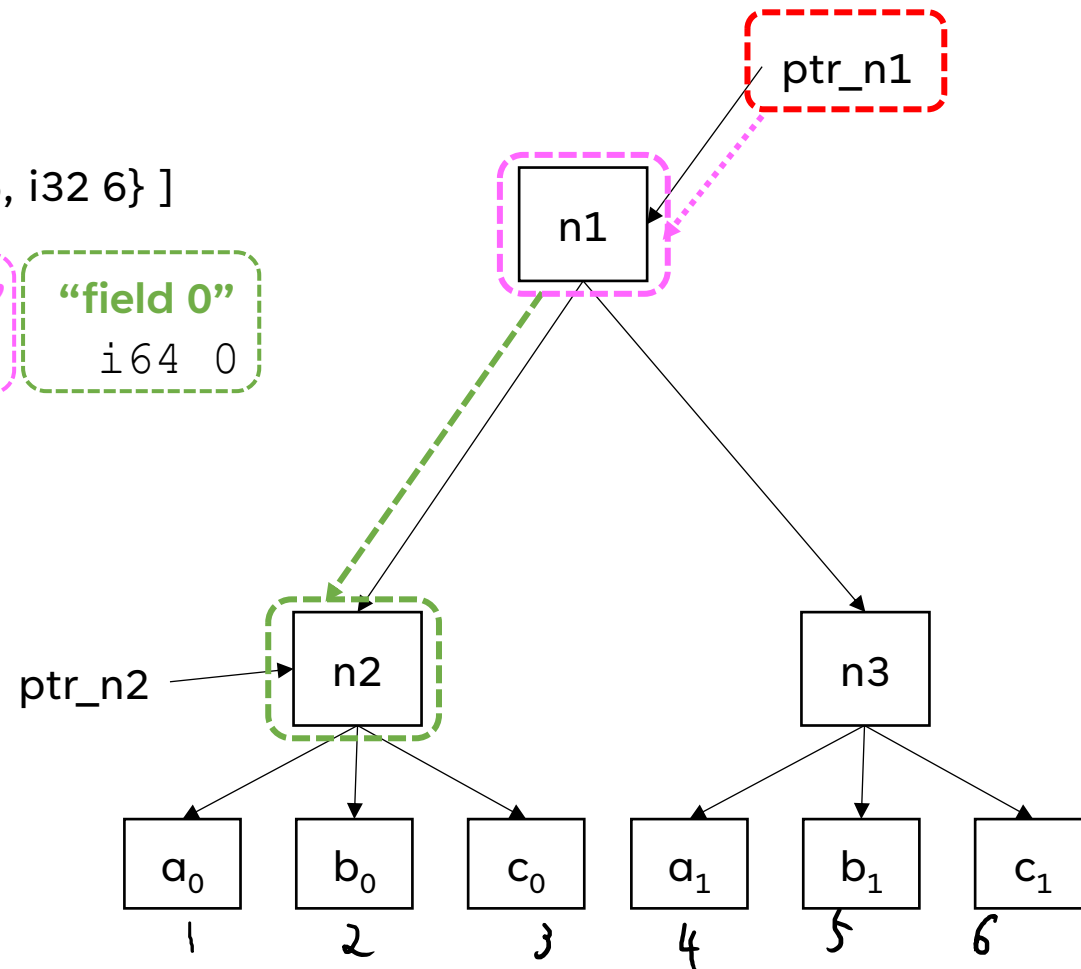 ptr_n1
, i32 6} ]
n1
”
“field 0”
i64 0
n2
n3
ptr_n2
a₀
b₀
c₀
a₁
b₁
c₁
1
2
3
4
5
6